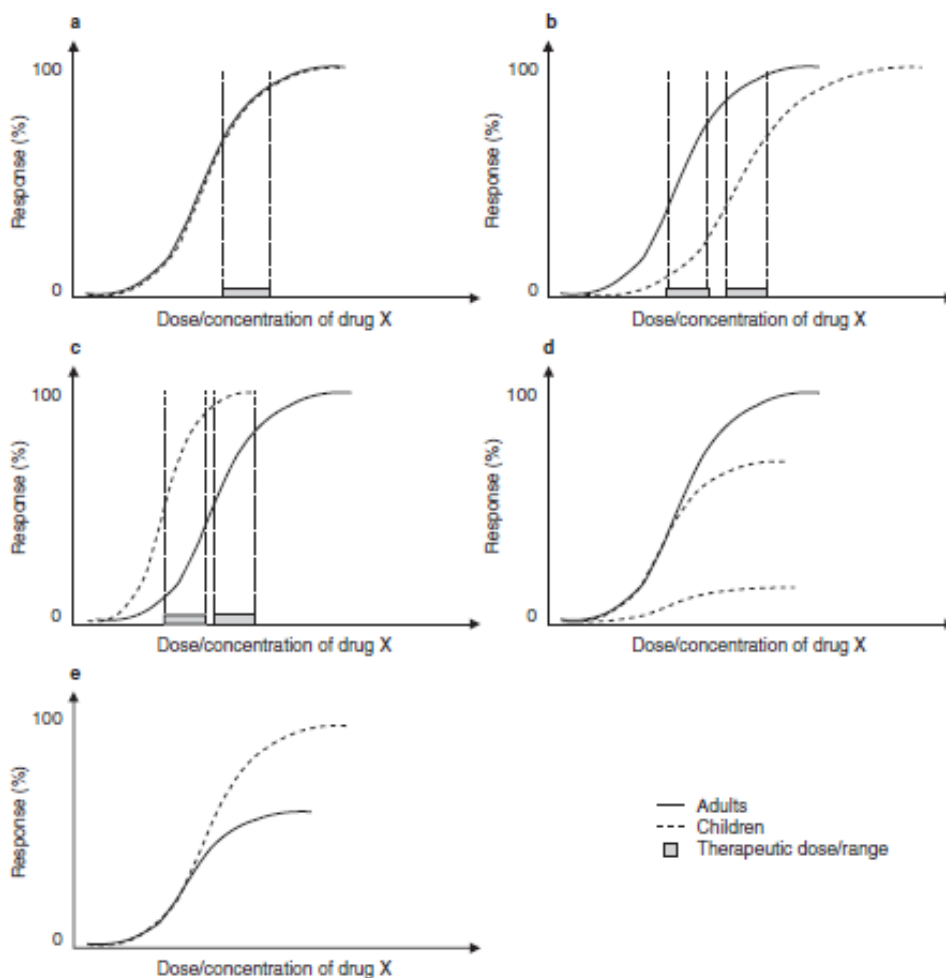 a
100
Response (%)
0
Dose/concentration of drug X
b
100
Response (%)
0
Dose/concentration of drug X
c
100
Response (%)
0
Dose/concentration of drug X
d
100
Response (%)
0
Dose/concentration of drug X
e
100
Response (%)
0
Dose/concentration of drug X
Adults
Children
Therapeutic dose/range